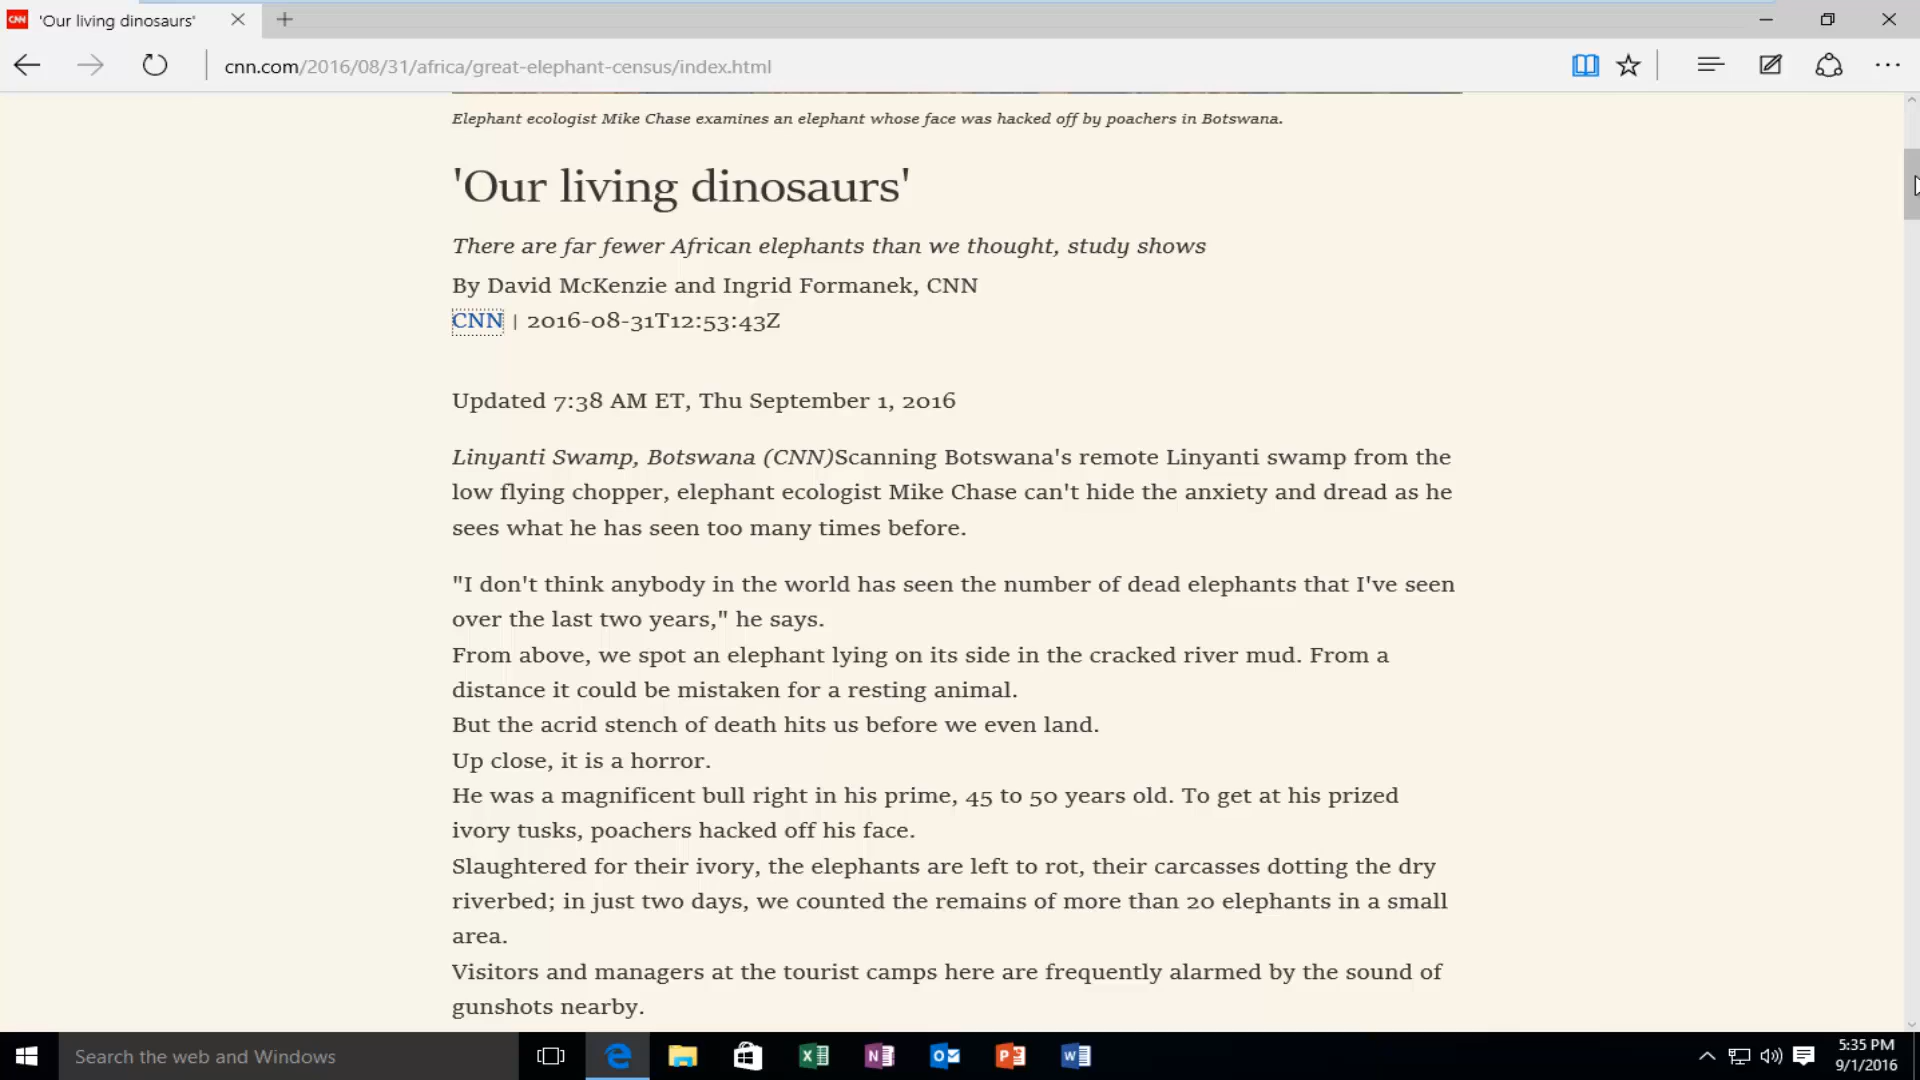 CNN 'Our living dinosaurs'
cnn.com/2016/08/31/africa/great-elephant-census/index.html
Elephant ecologist Mike Chase examines an elephant whose face was hacked off by poachers in Botswana.
'Our living dinosaurs'
There are far fewer African elephants than we thought, study shows
By David McKenzie and Ingrid Formanek, CNN
CNN | 2016-08-31T12:53:43Z
Updated 7:38 AM ET, Thu September 1, 2016
Linyanti Swamp, Botswana (CNN)Scanning Botswana's remote Linyanti swamp from the
low flying chopper, elephant ecologist Mike Chase can't hide the anxiety and dread as he
sees what he has seen too many times before.
"I don't think anybody in the world has seen the number of dead elephants that I've seen
over the last two years," he says.
From above, we spot an elephant lying on its side in the cracked river mud. From a
distance it could be mistaken for a resting animal.
But the acrid stench of death hits us before we even land.
Up close, it is a horror.
He was a magnificent bull right in his prime, 45 to 50 years old. To get at his prized
ivory tusks, poachers hacked off his face.
Slaughtered for their ivory, the elephants are left to rot, their carcasses dotting the dry
riverbed; in just two days, we counted the remains of more than 20 elephants in a small
area.
Visitors and managers at the tourist camps here are frequently alarmed by the sound of
gunshots nearby.
Search the web and Windows
5:35 PM
9/1/2016